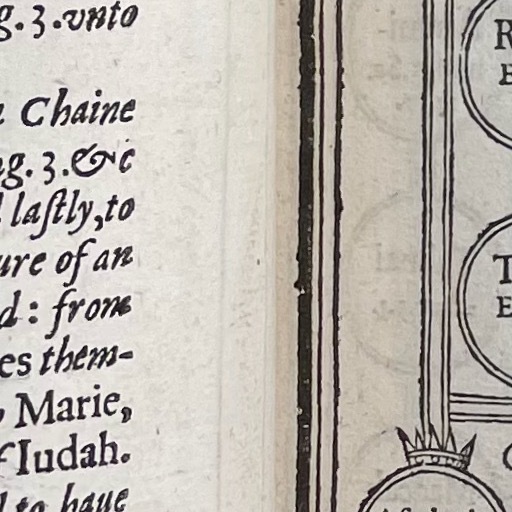 g. 3. vnto
Chaine
g. 3. &c
laſtly, to
ure of an
d : from
es them-
Marie,
Iudah.
to haue
R
E
T
E